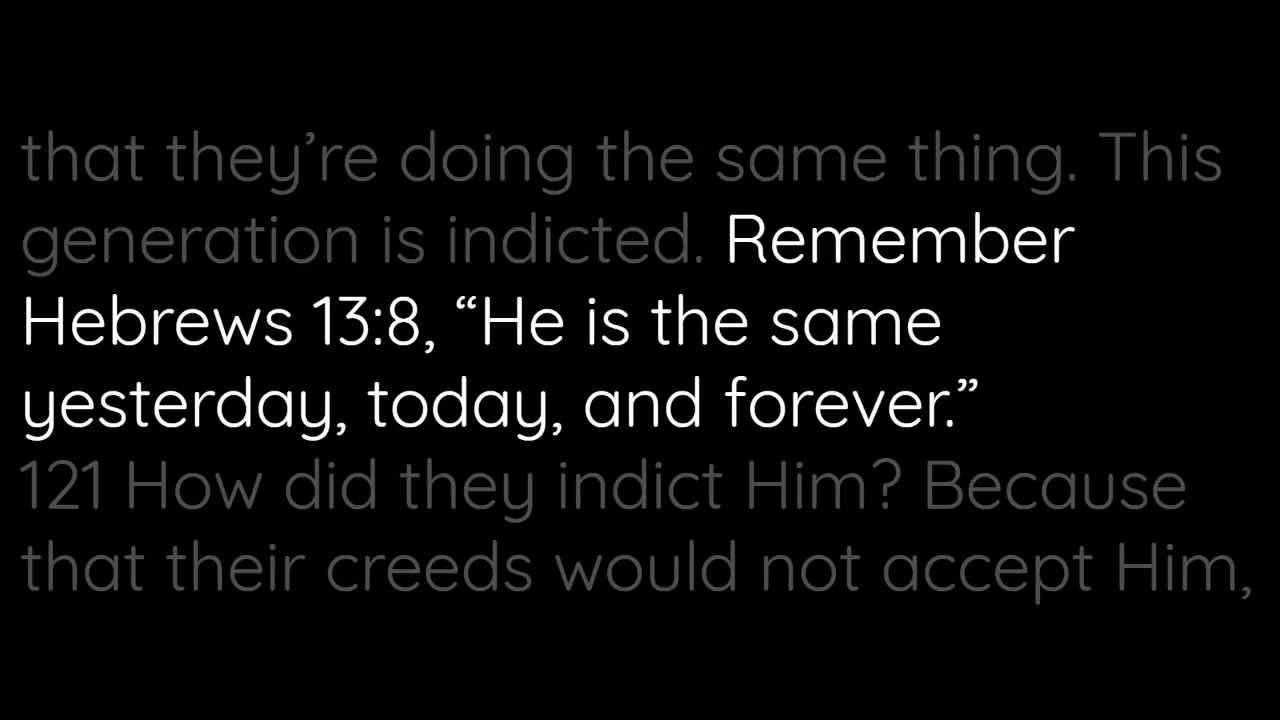 that they’re doing the same thing. This
generation is indicted. Remember
Hebrews 13:8, “He is the same
yesterday, today, and forever.”
121 How did they indict Him? Because
that their creeds would not accept Him,